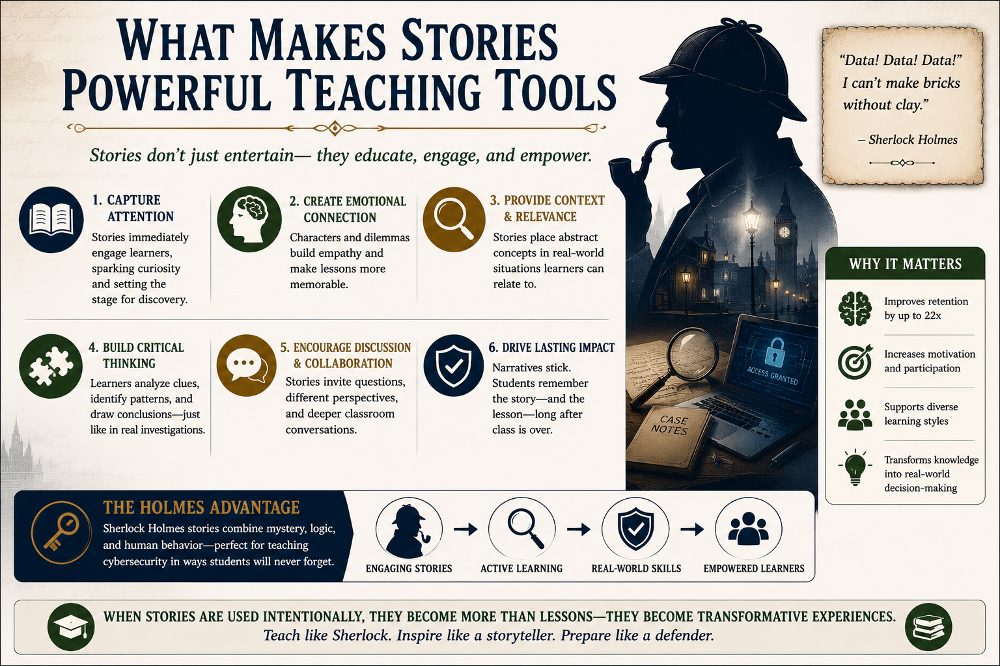 WHAT MAKES STORIES
POWERFUL TEACHING TOOLS
Stories don't just entertain— they educate, engage, and empower.
"Data! Data! Data!"
I can't make bricks
without clay."
– Sherlock Holmes
1. CAPTURE
ATTENTION
Stories immediately
engage learners,
sparking curiosity
and setting the
stage for discovery.
2. CREATE EMOTIONAL
CONNECTION
Characters and dilemmas
build empathy and
make lessons more
memorable.
3. PROVIDE CONTEXT
& RELEVANCE
Stories place abstract
concepts in real-world
situations learners can
relate to.
4. BUILD CRITICAL
THINKING
Learners analyze clues,
identify patterns, and
draw conclusions—just
like in real investigations.
5. ENCOURAGE DISCUSSION
& COLLABORATION
Stories invite questions,
different perspectives,
and deeper classroom
conversations.
6. DRIVE LASTING IMPACT
Narratives stick.
Students remember
the story—and the
lesson—long after
class is over.
ACCESS GRANTED
CASE
NOTES
WHY IT MATTERS
Improves retention
by up to 22x
Increases motivation
and participation
Supports diverse
learning styles
Transforms knowledge
into real-world
decision-making
THE HOLMES ADVANTAGE
Sherlock Holmes stories combine mystery, logic,
and human behavior—perfect for teaching
cybersecurity in ways students will never forget.
ENGAGING STORIES
ACTIVE LEARNING
REAL-WORLD SKILLS
EMPOWERED LEARNERS
WHEN STORIES ARE USED INTENTIONALLY, THEY BECOME MORE THAN LESSONS—THEY BECOME TRANSFORMATIVE EXPERIENCES.
Teach like Sherlock. Inspire like a storyteller. Prepare like a defender.